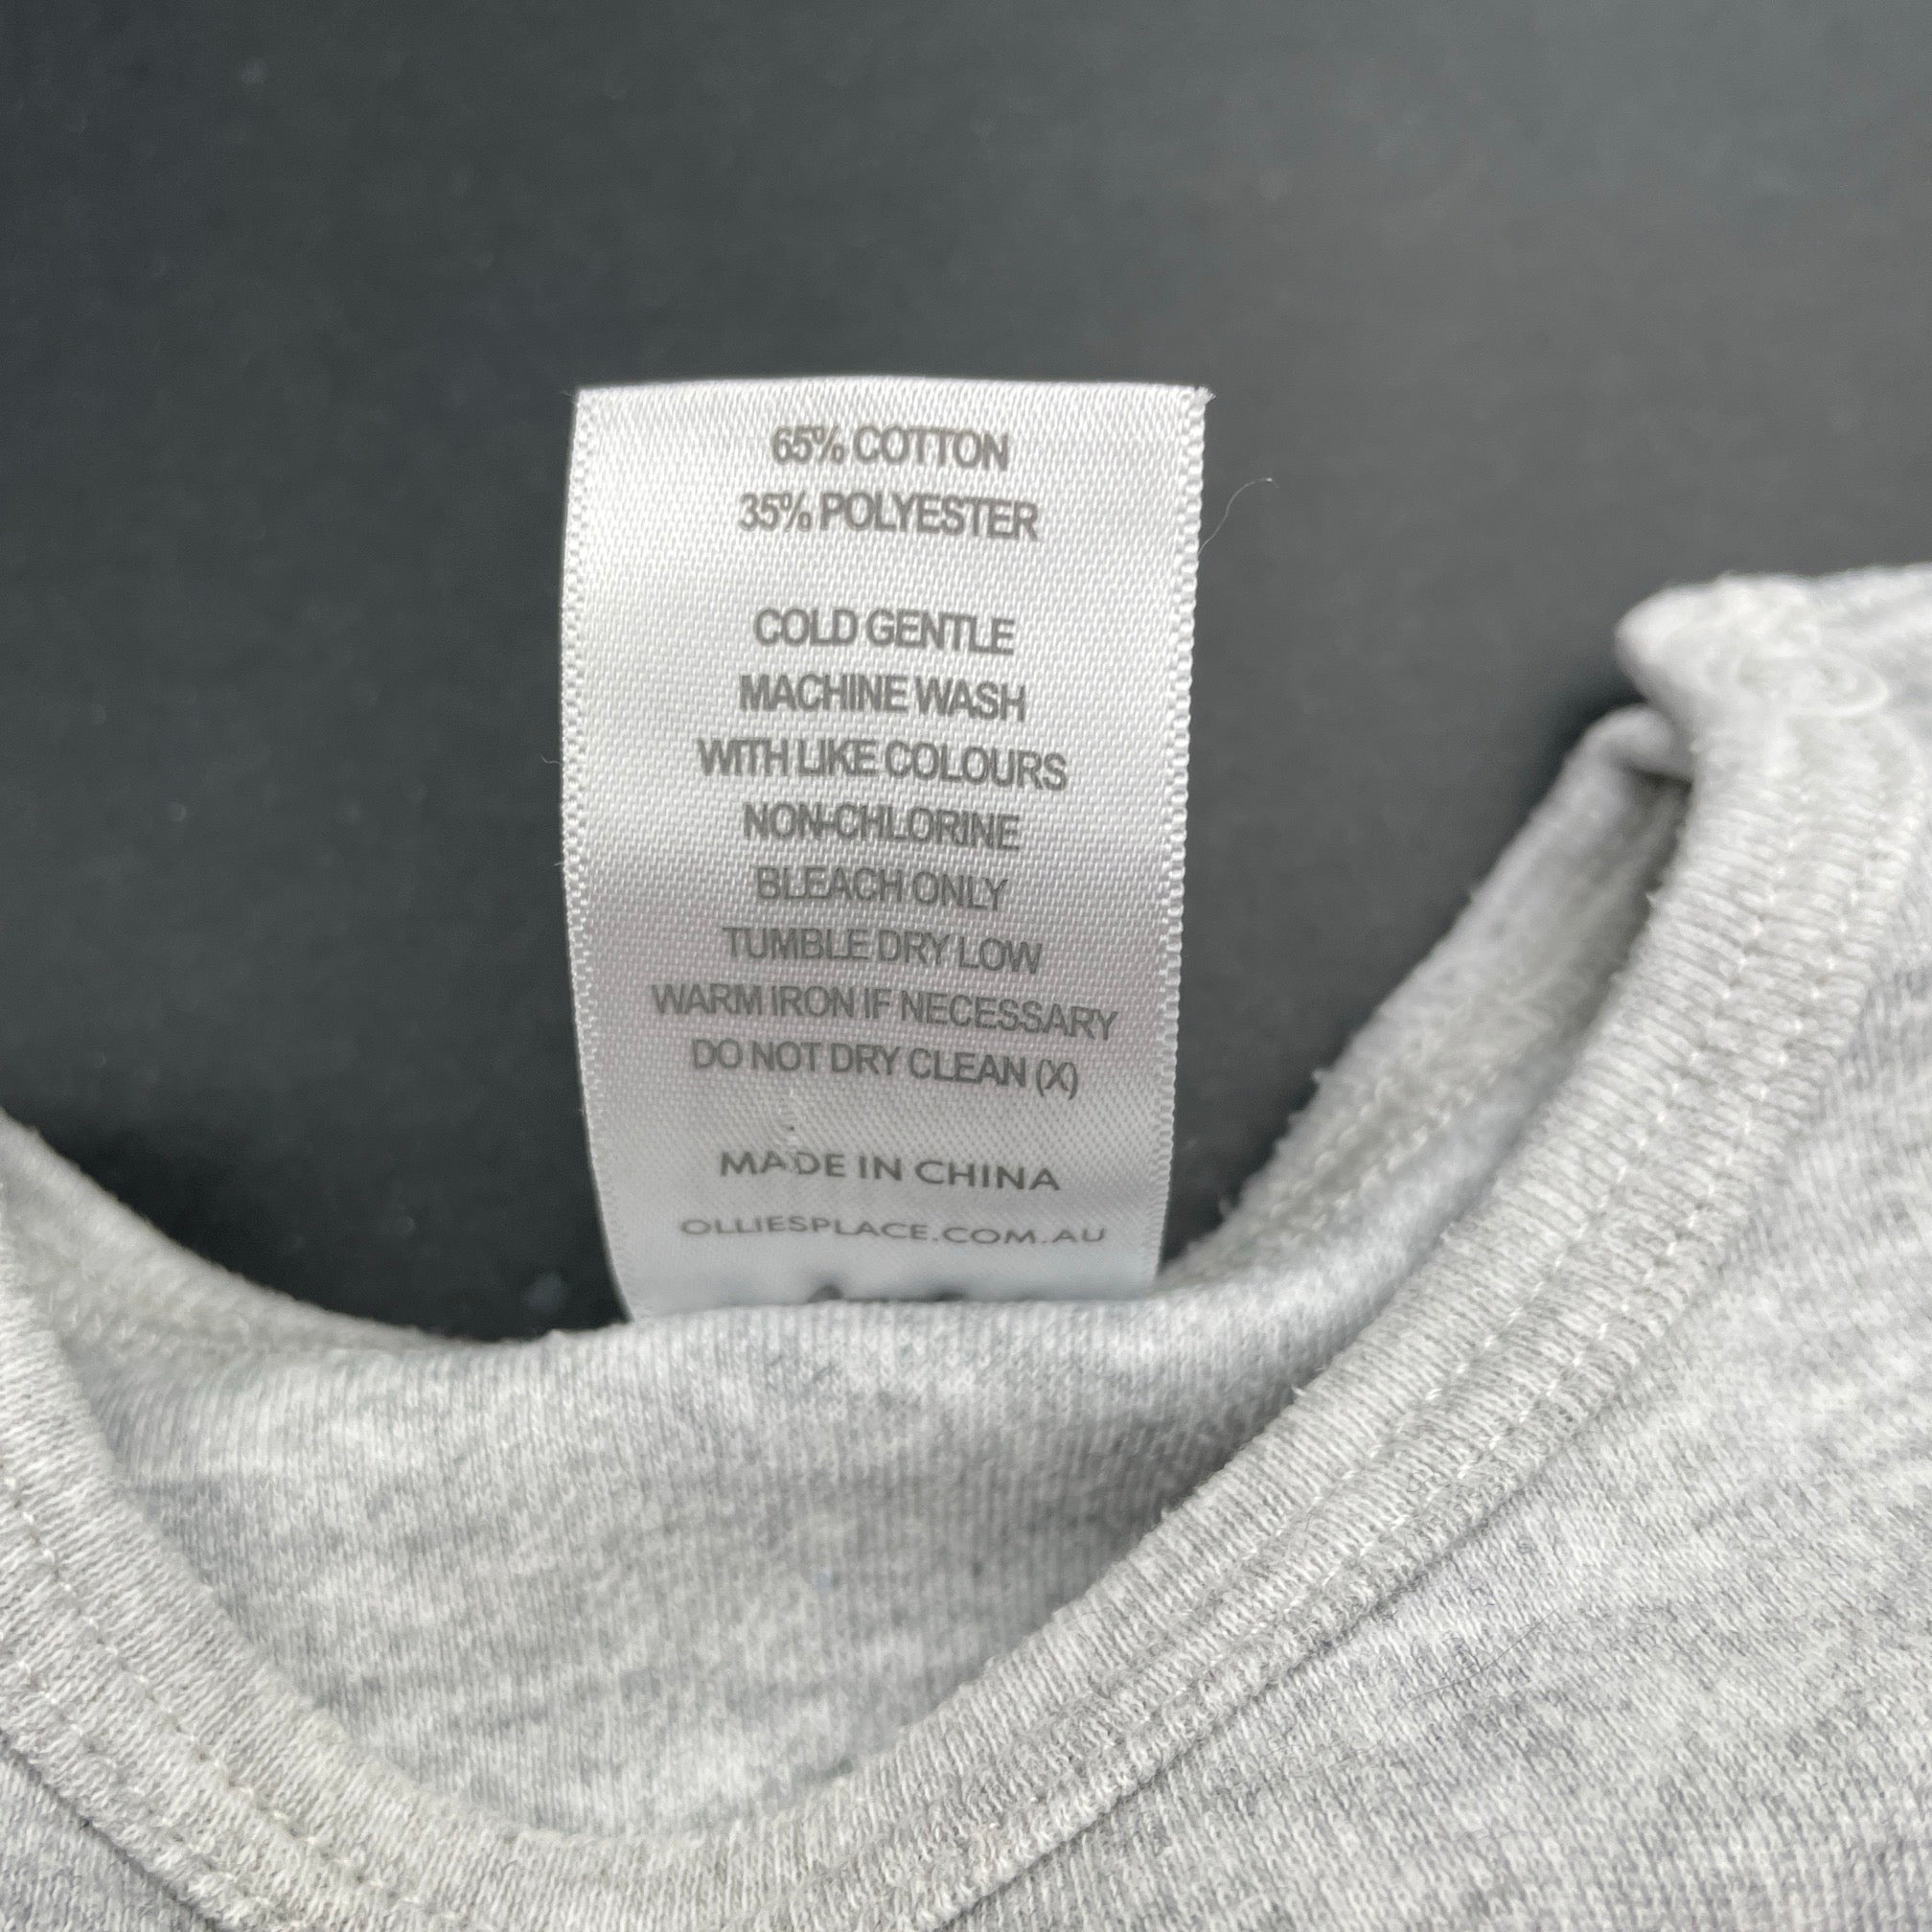 65% COTTON
35% POLYESTER
COLD GENTLE
MACHINE WASH
WITH LIKE COLOURS
NON-CHLORINE
BLEACH ONLY
TUMBLE DRY LOW
WARM IRON IF NECESSARY
DO NOT DRY CLEAN (X)
MADE IN CHINA
OLLIESPLACE.COM.AU